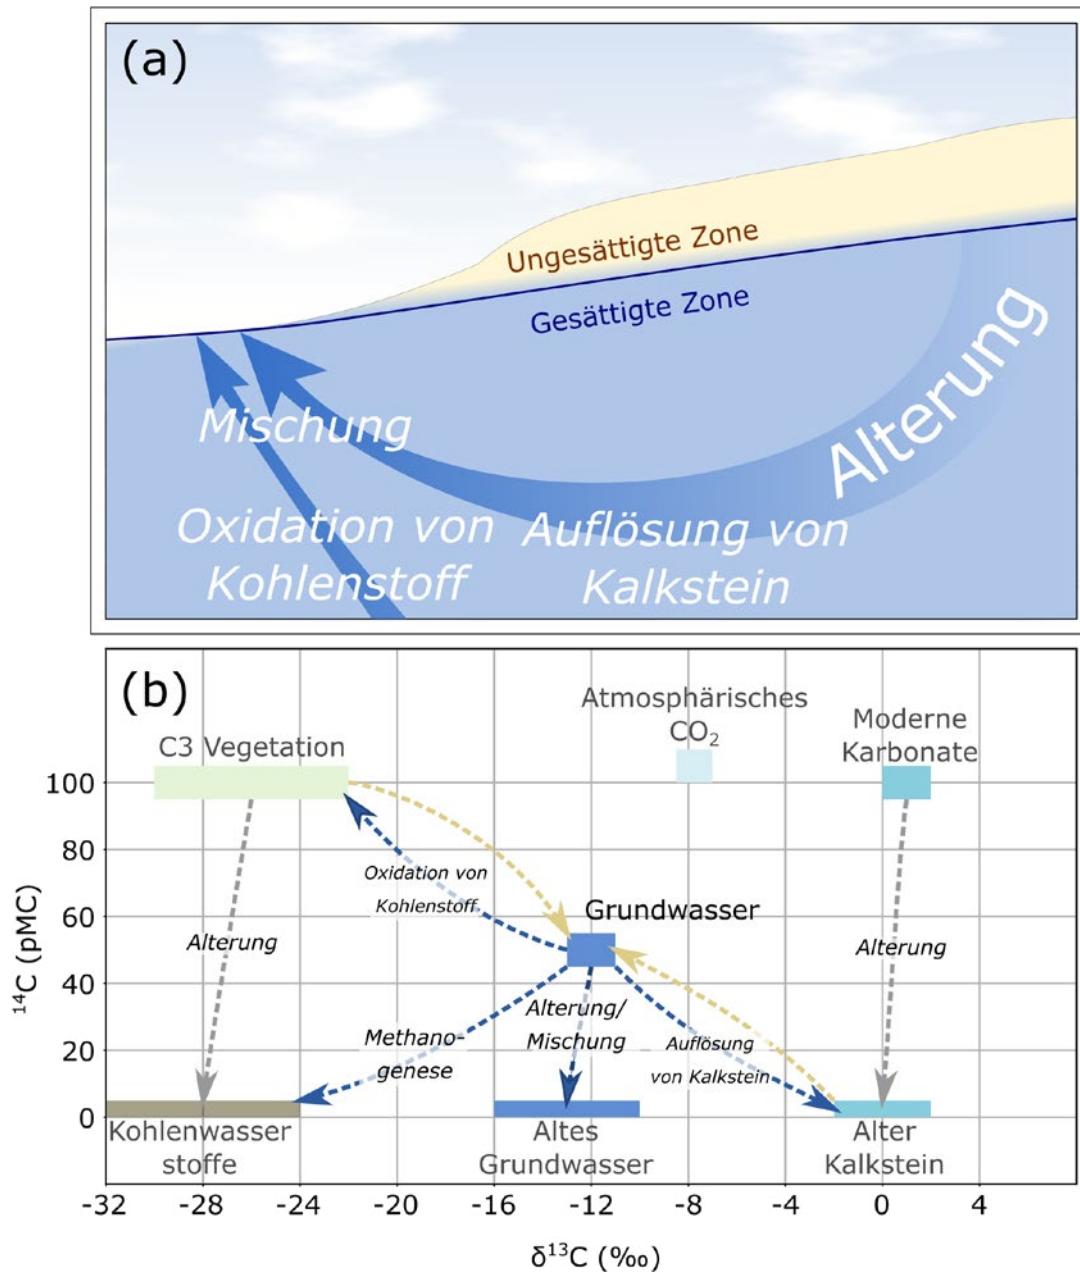 (a)
Ungesättigte Zone
Gesättigte Zone
Alterung
Mischung
Oxidation von
Kohlenstoff
Auflösung von
Kalkstein
(b)
Atmosphärisches
CO₂
C3 Vegetation
Moderne
Karbonate
100
80
60
40
20
0
¹⁴C (pMC)
Oxidation von
Kohlenstoff
Grundwasser
Alterung
Alterung
Methano-
genese
Alterung/
Mischung
Auflösung
von Kalkstein
Kohlenwasser
stoffe
Altes
Grundwasser
Alter
Kalkstein
-32 -28 -24 -20 -16 -12 -8 -4 0 4
δ¹³C (‰)